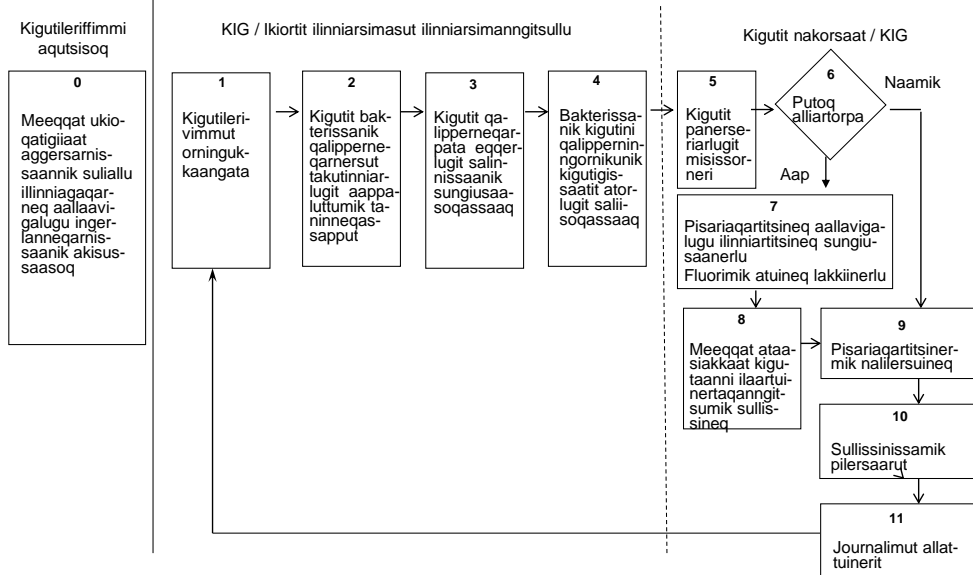 Kigutileriffimmi
aqutsisoq
0
Meeqqat ukio-
qatigiiaat
aggersarnis-
saannik suliallu
illinniagaqar-
neq aallaavi-
galugu inger-
lanneqarnis-
saanik akisus-
saasoq
KIG / Ikiortit ilinniarsimasut ilinniarsimanngitsullu
1
Kigutileri-
vimmut
orninguk-
kaangata
2
Kigutit bak-
terissanik
qalipperne-
qarnersut
takutinniar-
lugit aappa-
luttumik ta-
ninneqas-
sapput
3
Kigutit qa-
lipperneqar-
pata eqqer-
lugit salin-
nissaanik
sungiusaa-
soqassaaq
4
Bakterissa-
nik kigutini
qalippernin-
ngornikunik
kigutigis-
saatit ator-
lugit salii-
soqassaaq
Kigutit nakorsaat / KIG
5
Kigutit
panerse-
riarlugit
misissor-
neri
6
Putoq
alliartorpa
Naamik
Aap
7
Pisariaqartitsineq aallaviga-
lugu ilinniartitsineq sungiu-
saanerlu
Fluorimik atuineq lakkiinerlu
8
Meeqqat ataa-
siakkaat kigu-
taanni ilaartui-
nertaqanngit-
sumik sullis-
sineq
9
Pisariaqartitsiner-
mik nalilersuineq
10
Sullissinissamik
pilersaarut
11
Journalimut allat-
tuinerit